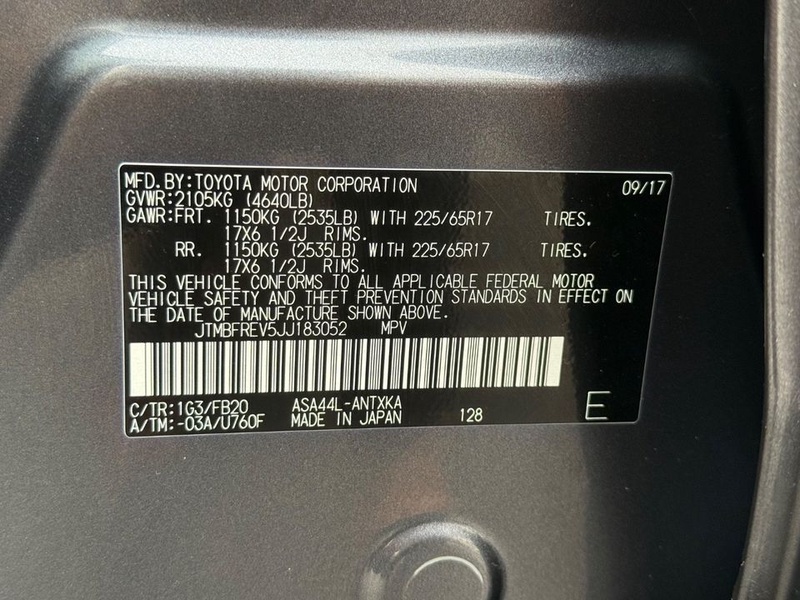 MFD.BY:TOYOTA MOTOR CORPORATION 09/17
GVWR:2105KG (4640LB)
GAWR:FRT. 1150KG (2535LB) WITH 225/65R17 TIRES.
17X6 1/2J RIMS.
RR. 1150KG (2535LB) WITH 225/65R17 TIRES.
17X6 1/2J RIMS.
THIS VEHICLE CONFORMS TO ALL APPLICABLE FEDERAL MOTOR
VEHICLE SAFETY AND THEFT PREVENTION STANDARDS IN EFFECT ON
THE DATE OF MANUFACTURE SHOWN ABOVE.
JTMBFREV5JJ183052 MPV
C/TR:1G3/FB20 ASA44L-ANTXKA
A/TM:-03A/U760F MADE IN JAPAN 128 E